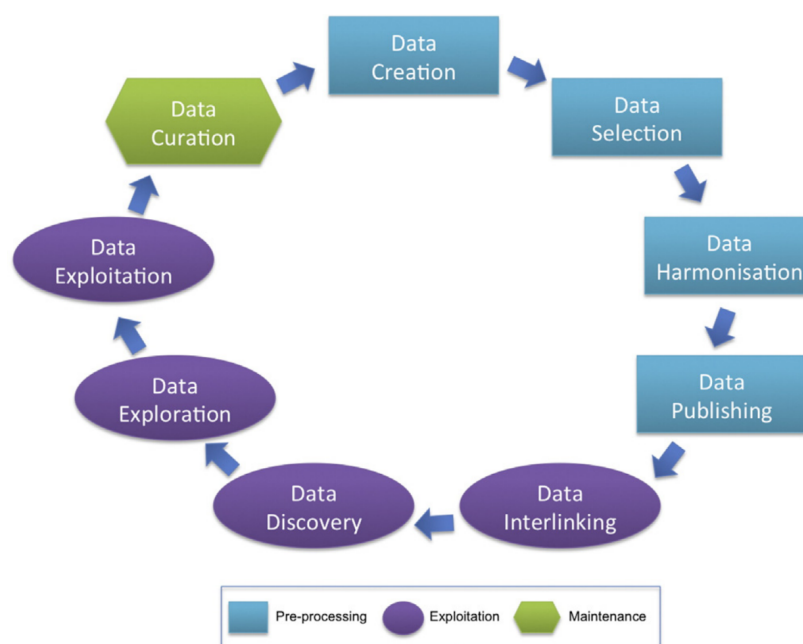 Data
Creation
Data
Selection
Data
Harmonisation
Data
Publishing
Data
Interlinking
Data
Discovery
Data
Exploration
Data
Exploitation
Data
Curation
Pre-processing
Exploitation
Maintenance